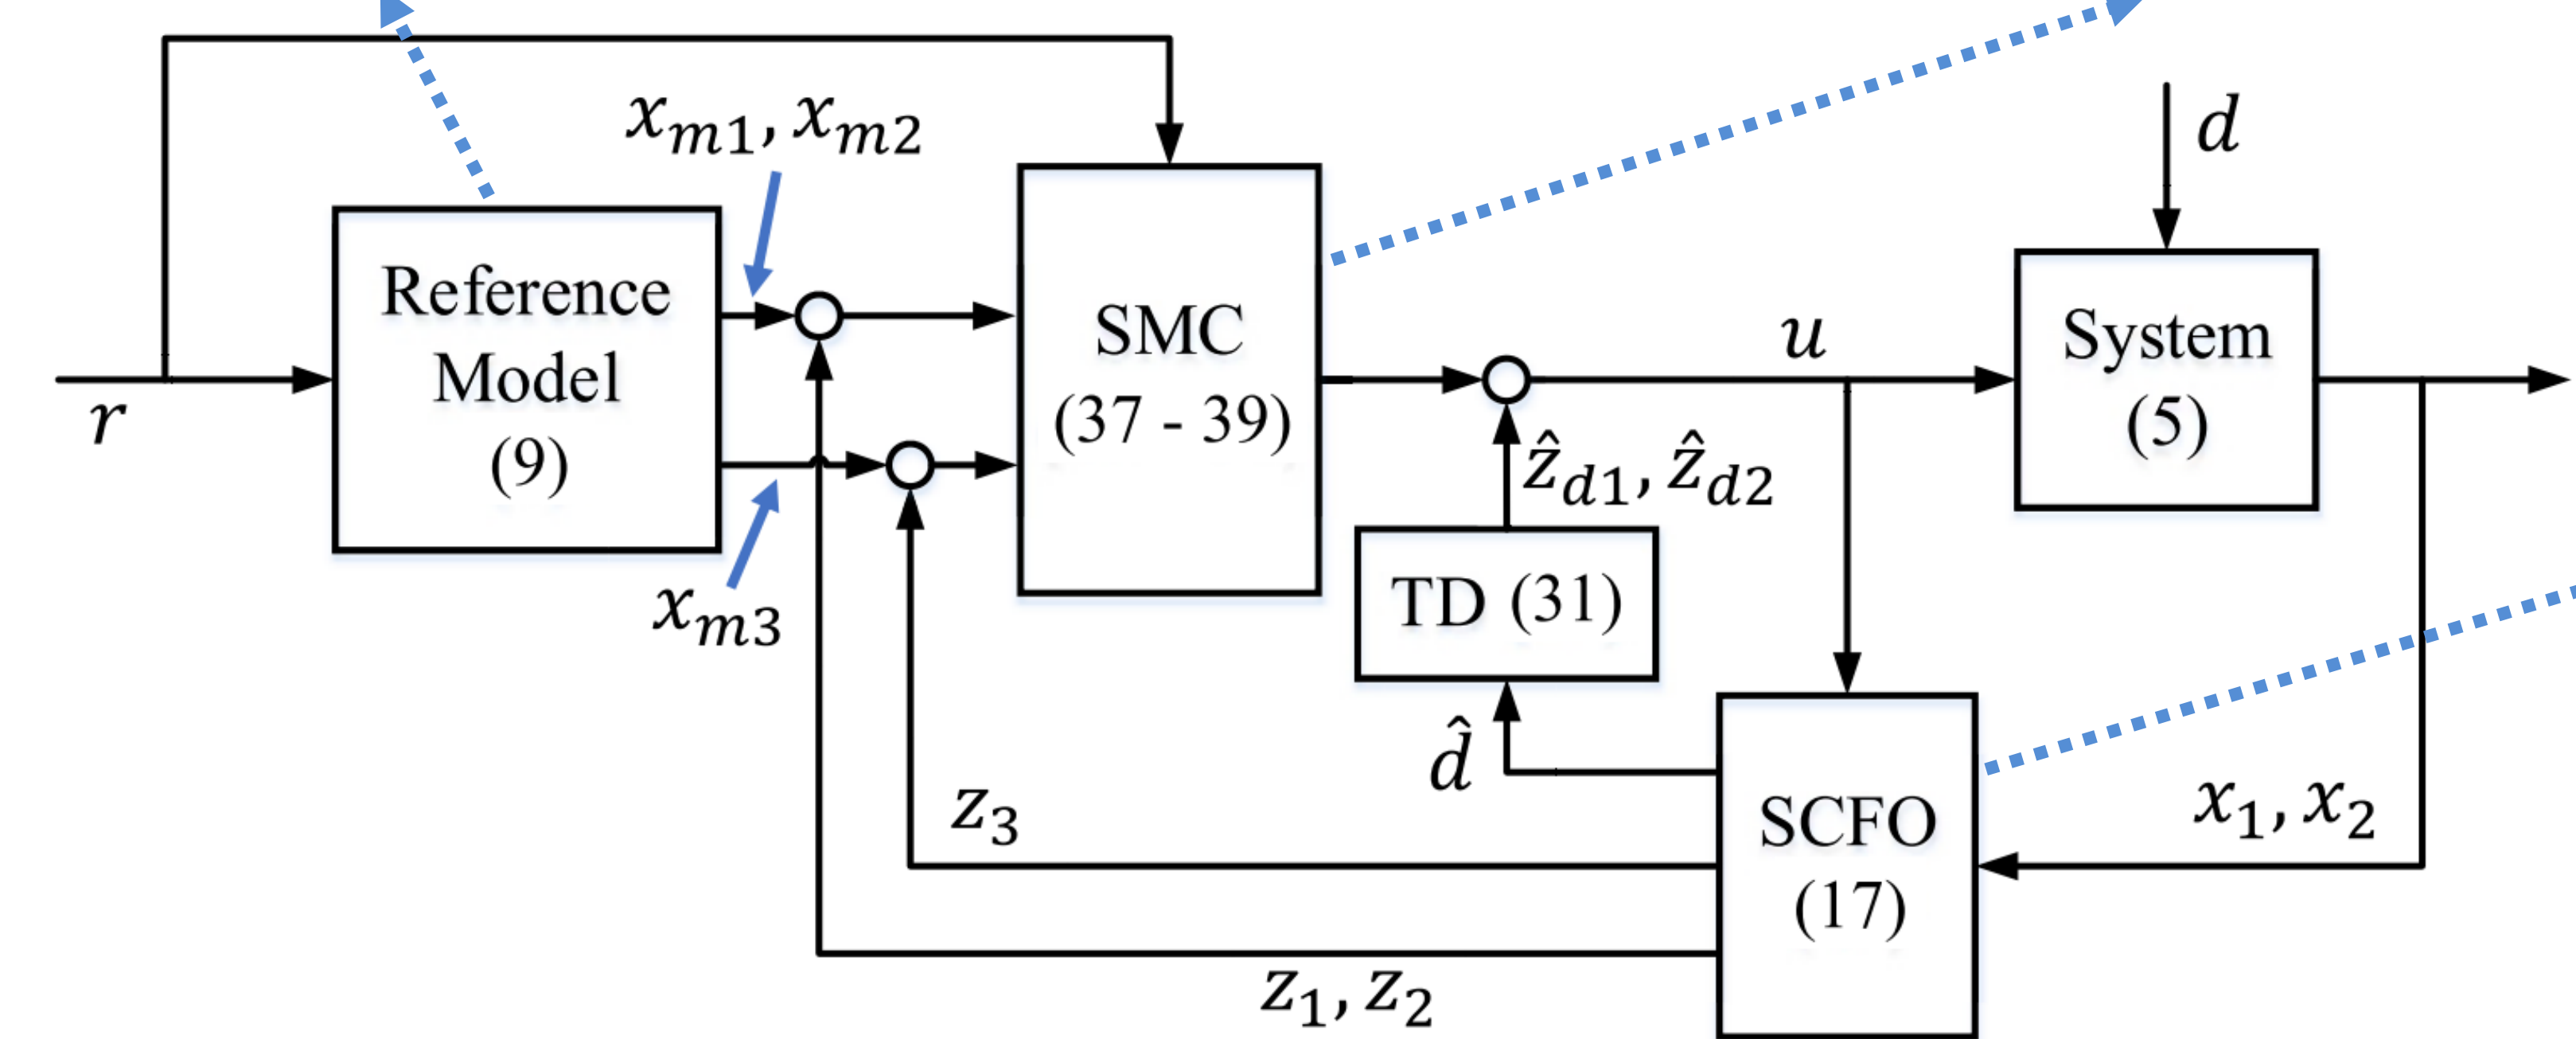 x_{m1}, x_{m2}
d
Reference
Model
(9)
SMC
(37 - 39)
u
System
(5)
r
ẑ_{d1}, ẑ_{d2}
x_{m3}
TD (31)
d̂
z_3
SCFO
(17)
x_1, x_2
z_1, z_2